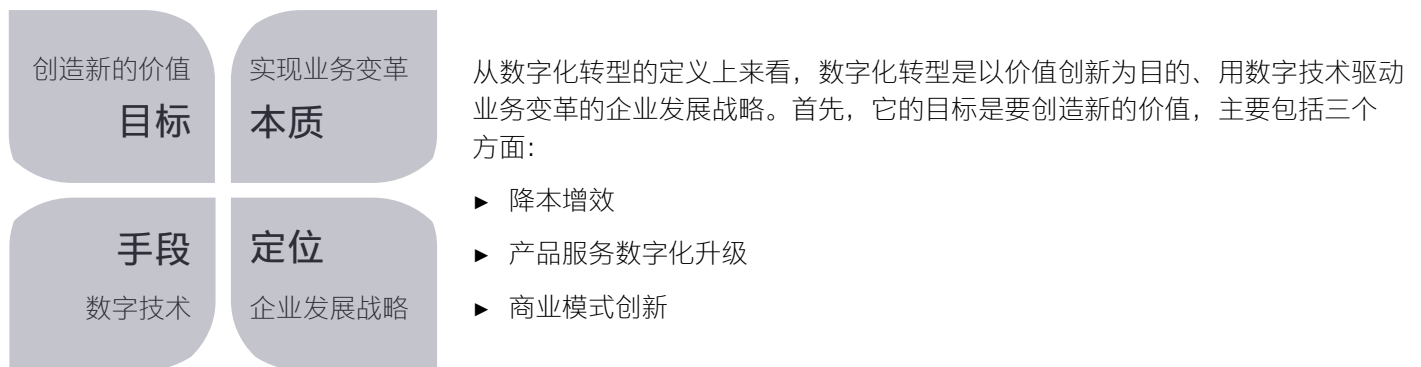 创造新的价值
目标
实现业务变革
本质
手段
数字技术
定位
企业发展战略
从数字化转型的定义上来看，数字化转型是以价值创新为目的、用数字技术驱动
业务变革的企业发展战略。首先，它的目标是要创造新的价值，主要包括三个
方面：
► 降本增效
► 产品服务数字化升级
► 商业模式创新